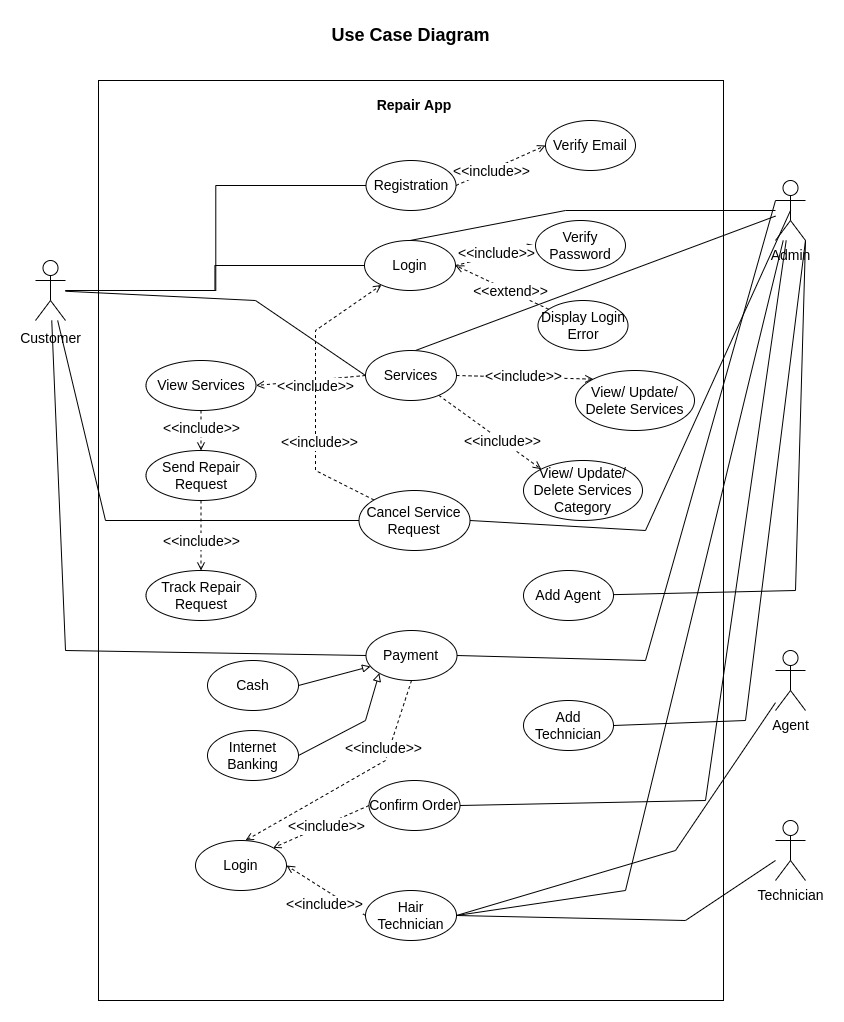 Use Case Diagram
Repair App
Verify Email
<<include>>
Registration
Admin
Verify
Password
<<include>>
Login
<<extend>>
Display Login
Error
Customer
Services
<<include>>
<<include>>
View Services
View/ Update/
Delete Services
<<include>>
<<include>>
<<include>>
Send Repair
Request
View/ Update/
Delete Services
Category
Cancel Service
Request
<<include>>
Track Repair
Request
Add Agent
Payment
Cash
Add
Technician
Agent
Internet
Banking
<<include>>
Confirm Order
<<include>>
Login
Technician
<<include>>
Hair
Technician